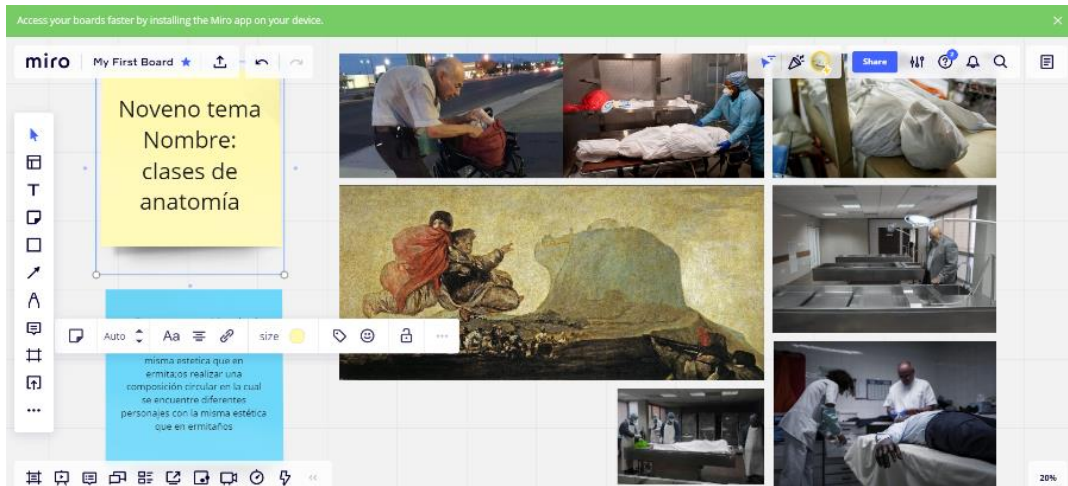 Access your boards faster by installing the Miro app on your device.
miro
My First Board
Share
Noveno tema
Nombre:
clases de
anatomía
Auto
Aa
size
misma estetica que en
ermita;os realizar una
composición circular en la cual
se encuentre diferentes
personajes con la misma estética
que en ermitaños
20%